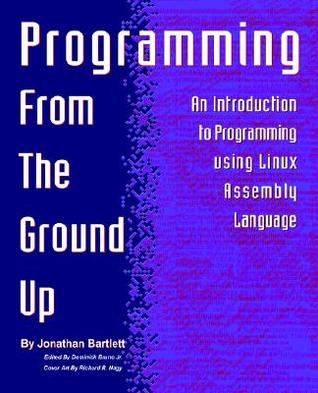 Programming
From
The
Ground
Up
An Introduction
to Programming
using Linux
Assembly
Language
By Jonathan Bartlett
Edited By Dominick Bruno Jr.
Cover Art By Richard R. Nagy